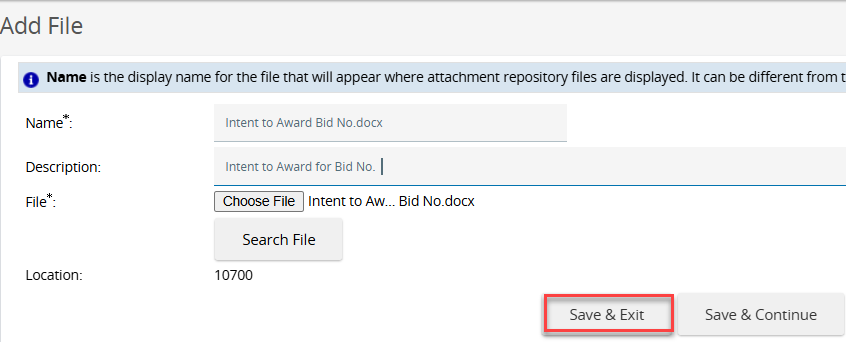 Add File
Name is the display name for the file that will appear where attachment repository files are displayed. It can be different from
Name*: Intent to Award Bid No.docx
Description: Intent to Award for Bid No.
File*: Choose File Intent to Aw... Bid No.docx
Search File
Location: 10700
Save & Exit Save & Continue